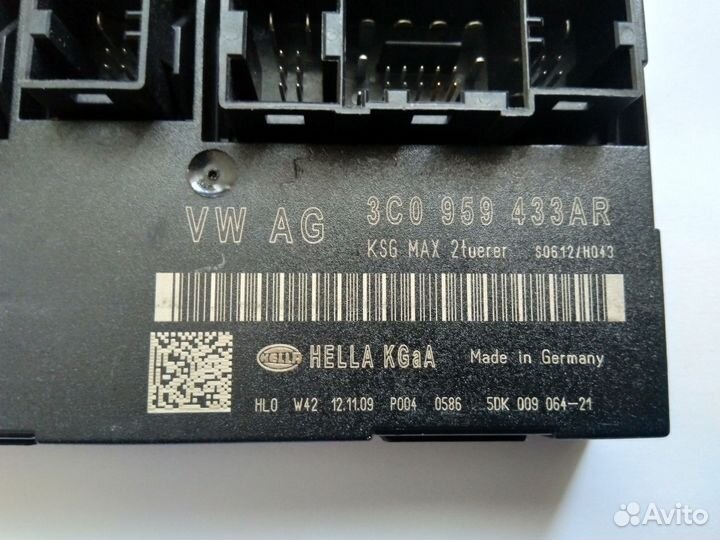 VW AG 3C0 959 433AR
KSG MAX 2tuerer S0612/H043
HELLA HELLA KGaA Made in Germany
HLO W42 12.11.09 P004 0586 5DK 009 064-21
Avito